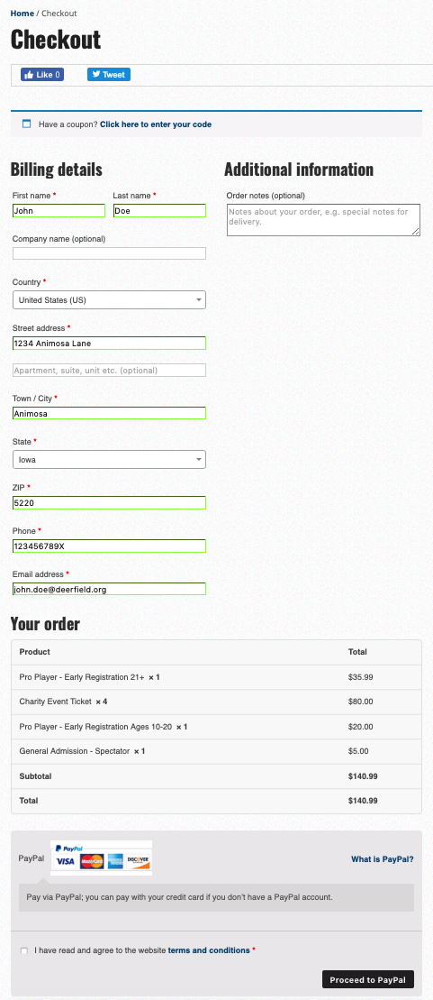 Home / Checkout
Checkout
Like 0
Tweet
Have a coupon? Click here to enter your code
Billing details
First name *
Last name *
John
Doe
Company name (optional)
Country *
United States (US)
Street address *
1234 Animosa Lane
Apartment, suite, unit etc. (optional)
Town / City *
Animosa
State *
Iowa
ZIP *
5220
Phone *
123456789X
Email address *
john.doe@deerfield.org
Additional information
Order notes (optional)
Notes about your order, e.g. special notes for
delivery.
Your order
Product Total
Pro Player - Early Registration 21+ × 1 $35.99
Charity Event Ticket × 4 $80.00
Pro Player - Early Registration Ages 10-20 × 1 $20.00
General Admission - Spectator × 1 $5.00
Subtotal $140.99
Total $140.99
PayPal
PayPal
VISA MasterCard AMERICAN EXPRESS DISCOVER
What is PayPal?
Pay via PayPal; you can pay with your credit card if you don't have a PayPal account.
I have read and agree to the website terms and conditions *
Proceed to PayPal